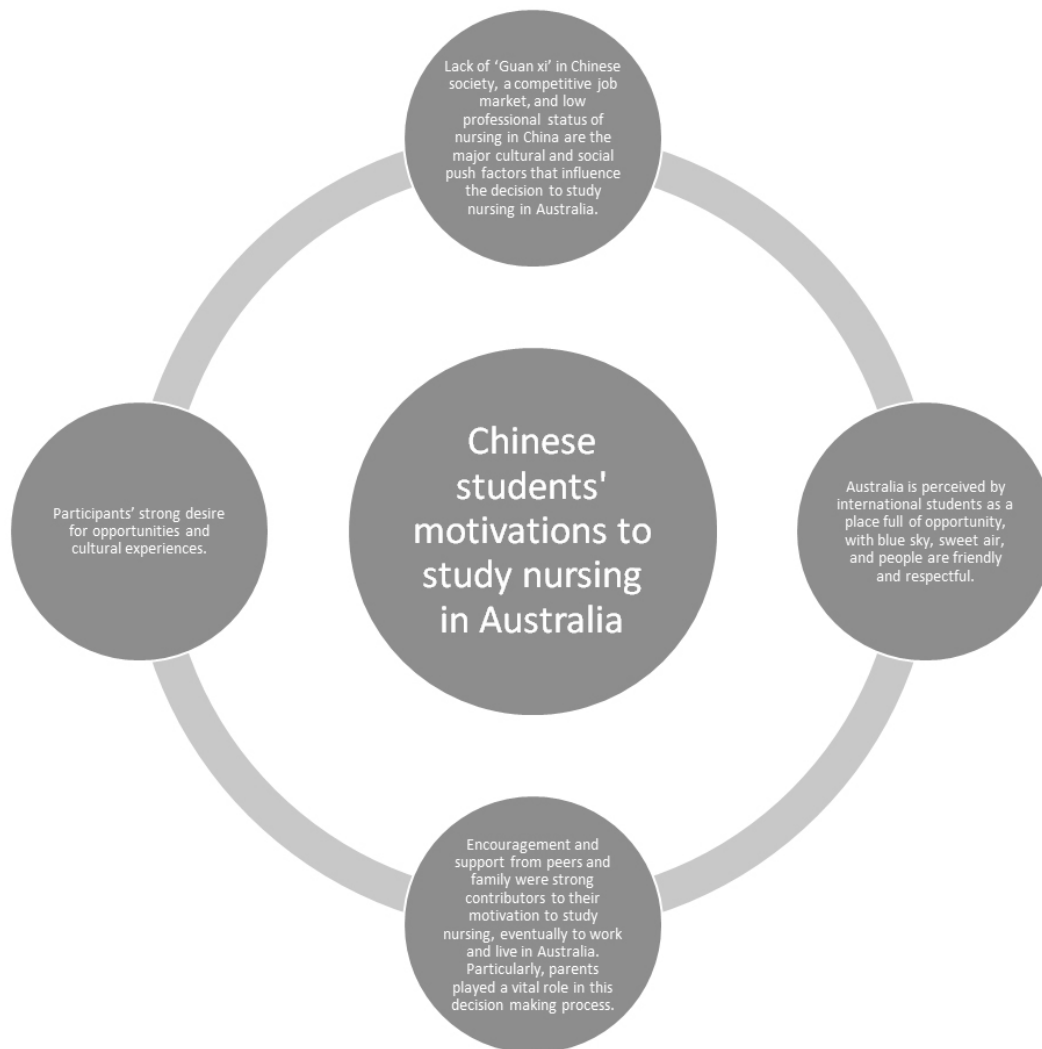 Lack of ‘Guan xi’ in Chinese
society, a competitive job
market, and low
professional status of
nursing in China are the
major cultural and social
push factors that influence
the decision to study
nursing in Australia.
Participants’ strong desire
for opportunities and
cultural experiences.
Chinese
students'
motivations to
study nursing
in Australia
Australia is perceived by
international students as a
place full of opportunity,
with blue sky, sweet air,
and people are friendly
and respectful.
Encouragement and
support from peers and
family were strong
contributors to their
motivation to study
nursing, eventually to work
and live in Australia.
Particularly, parents
played a vital role in this
decision making process.